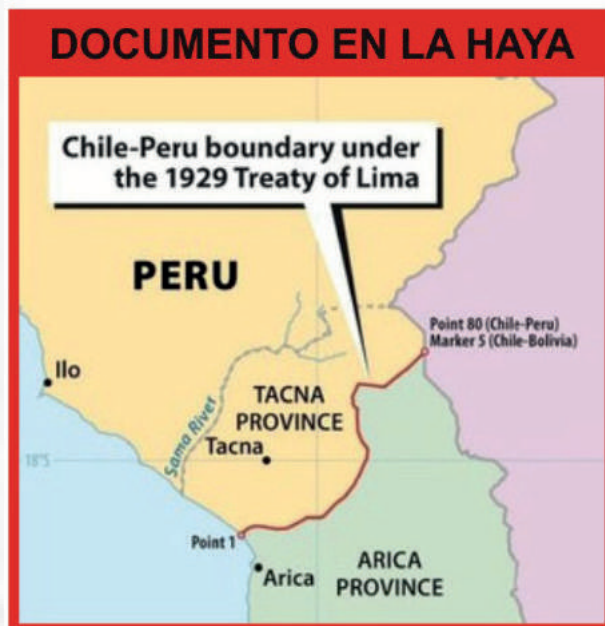 DOCUMENTO EN LA HAYA
Chile-Peru boundary under
the 1929 Treaty of Lima
PERU
Point 80 (Chile-Peru)
Marker 5 (Chile-Bolivia)
Ilo
Sama River
TACNA
PROVINCE
Tacna
18°S
Point 1
Arica
ARICA
PROVINCE